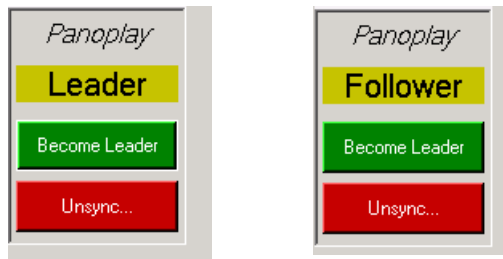 Panoplay
Leader
Become Leader
Unsync...
Panoplay
Follower
Become Leader
Unsync...